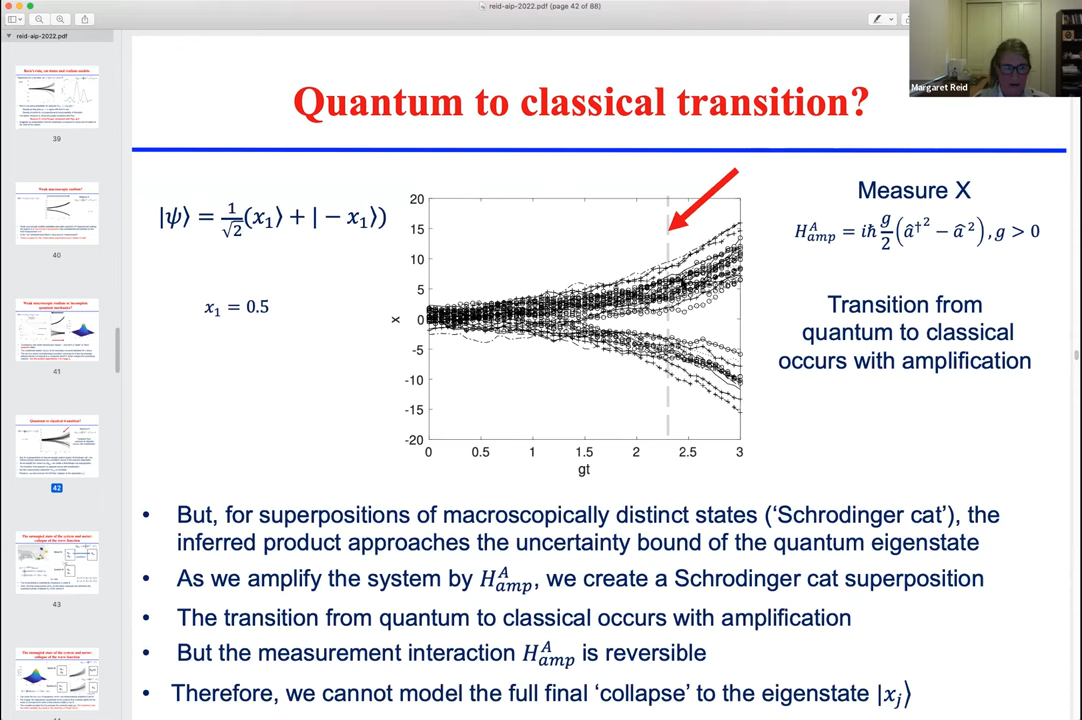 reid-aip-2022.pdf (page 42 of 88)
reid-aip-2022.pdf
Margaret Reid
39
40
41
42
43
Quantum to classical transition?
|ψ⟩ = 1/√2 (x₁⟩ + | − x₁⟩)
x₁ = 0.5
20
15
10
5
0
-5
-10
-15
-20
x
0 0.5 1 1.5 2 2.5 3
gt
Measure X
H^A_amp = iħ g/2 (â†² − â²), g > 0
Transition from
quantum to classical
occurs with amplification
• But, for superpositions of macroscopically distinct states (‘Schrodinger cat’), the
inferred product approaches the uncertainty bound of the quantum eigenstate
• As we amplify the system by H^A_amp, we create a Schrodinger cat superposition
• The transition from quantum to classical occurs with amplification
• But the measurement interaction H^A_amp is reversible
• Therefore, we cannot model the full final ‘collapse’ to the eigenstate |x_j⟩